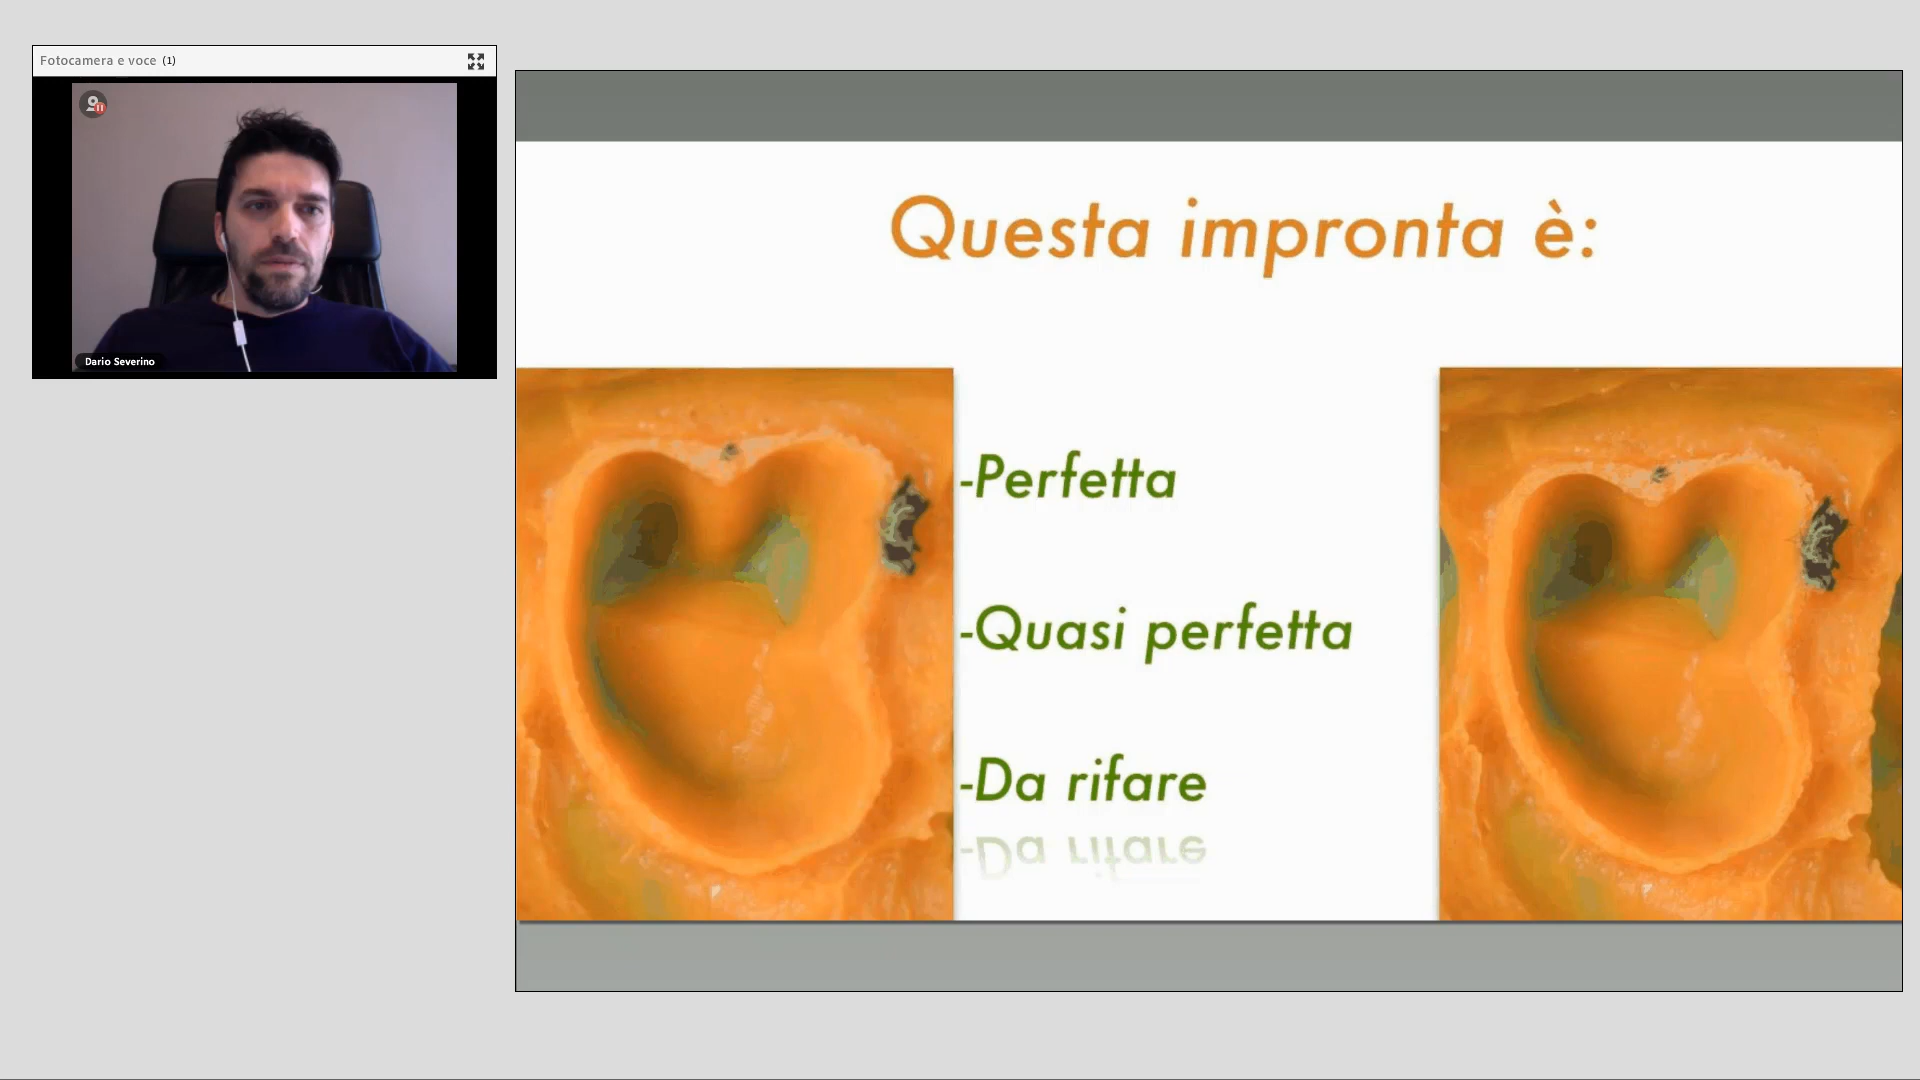 Fotocamera e voce (1)
Dario Severino
Questa impronta è:
-Perfetta
-Quasi perfetta
-Da rifare